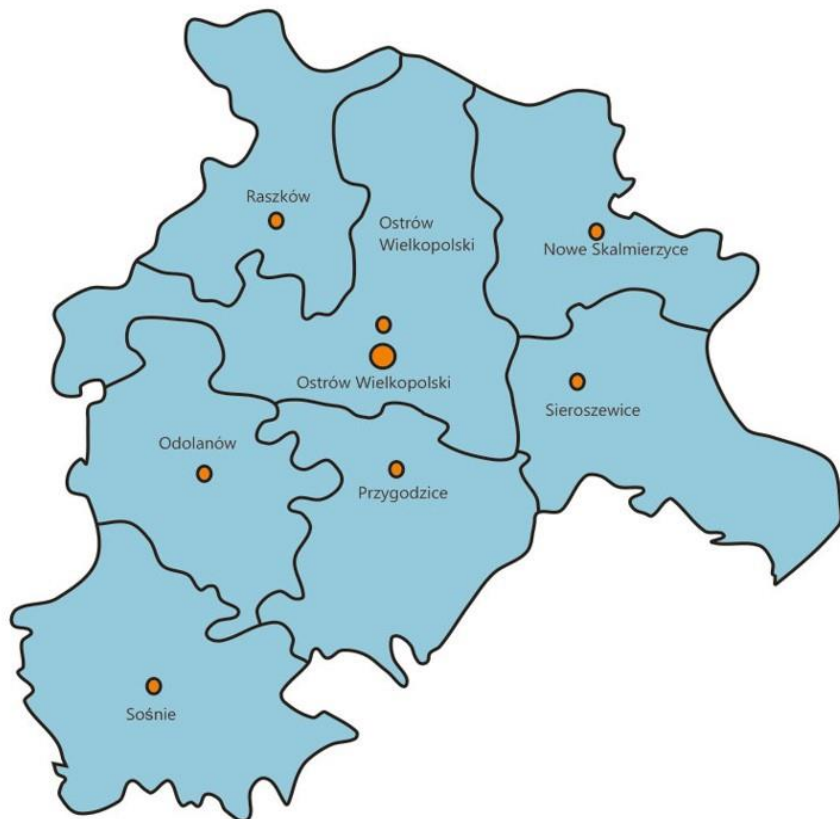 Raszków
Ostrów
Wielkopolski
Nowe Skalmierzyce
Ostrów Wielkopolski
Sieroszewice
Odolanów
Przygodzice
Sośnie